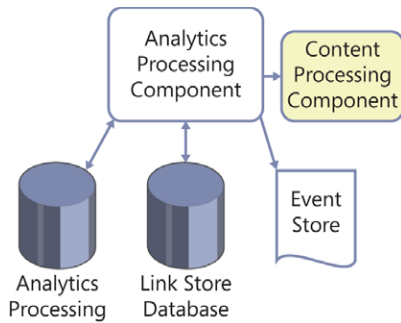 Analytics
Processing
Component
Content
Processing
Component
Event
Store
Analytics
Processing
Link Store
Database